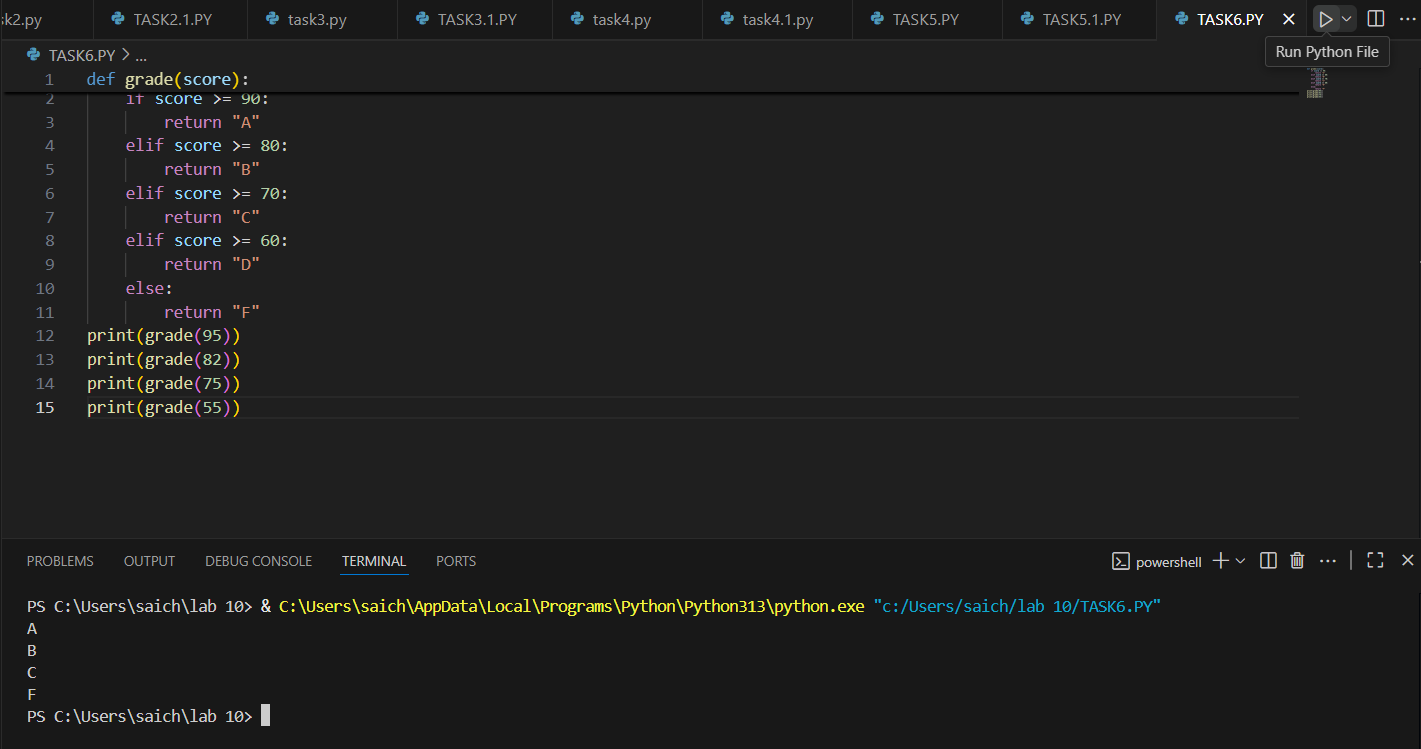 sk2.py TASK2.1.PY task3.py TASK3.1.PY task4.py task4.1.py TASK5.PY TASK5.1.PY TASK6.PY
TASK6.PY > ...
Run Python File
1 def grade(score):
2 if score >= 90:
3 return "A"
4 elif score >= 80:
5 return "B"
6 elif score >= 70:
7 return "C"
8 elif score >= 60:
9 return "D"
10 else:
11 return "F"
12 print(grade(95))
13 print(grade(82))
14 print(grade(75))
15 print(grade(55))
PROBLEMS OUTPUT DEBUG CONSOLE TERMINAL PORTS powershell
PS C:\Users\saich\lab 10> & C:\Users\saich\AppData\Local\Programs\Python\Python313\python.exe "c:/Users/saich/lab 10/TASK6.PY"
A
B
C
F
PS C:\Users\saich\lab 10>